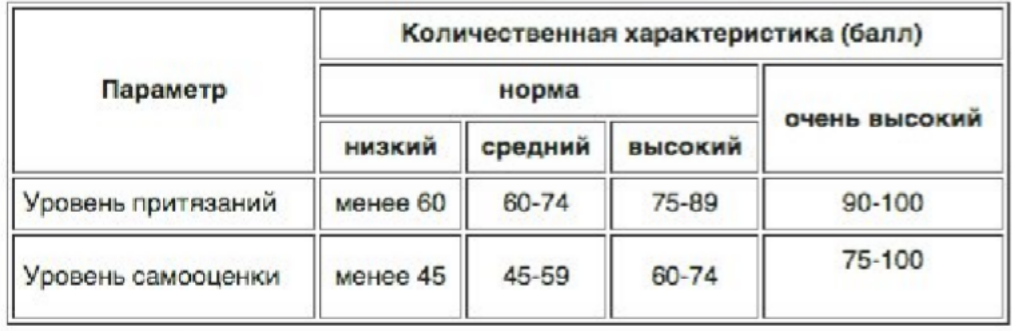 Параметр
Количественная характеристика (балл)
норма
очень высокий
низкий средний высокий
Уровень притязаний менее 60 60-74 75-89 90-100
Уровень самооценки менее 45 45-59 60-74 75-100